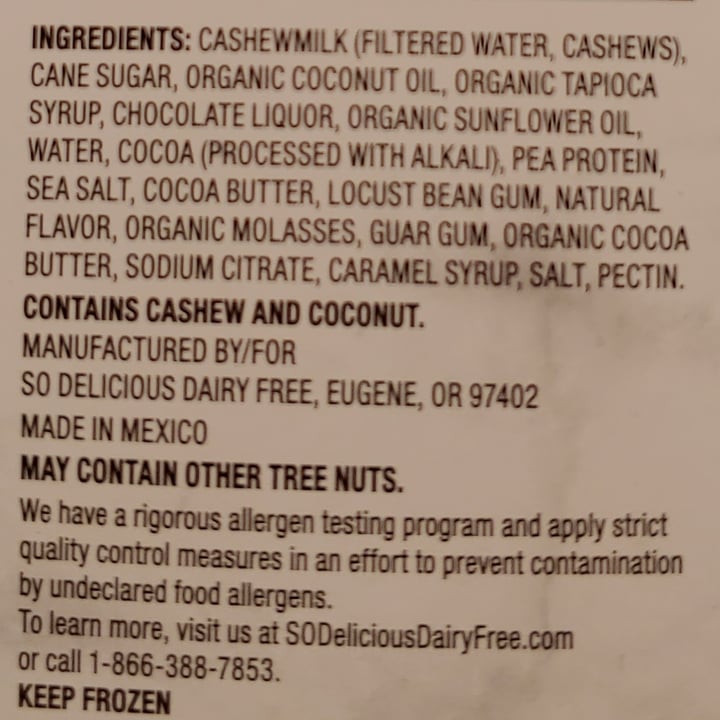 INGREDIENTS: CASHEWMILK (FILTERED WATER, CASHEWS),
CANE SUGAR, ORGANIC COCONUT OIL, ORGANIC TAPIOCA
SYRUP, CHOCOLATE LIQUOR, ORGANIC SUNFLOWER OIL,
WATER, COCOA (PROCESSED WITH ALKALI), PEA PROTEIN,
SEA SALT, COCOA BUTTER, LOCUST BEAN GUM, NATURAL
FLAVOR, ORGANIC MOLASSES, GUAR GUM, ORGANIC COCOA
BUTTER, SODIUM CITRATE, CARAMEL SYRUP, SALT, PECTIN.
CONTAINS CASHEW AND COCONUT.
MANUFACTURED BY/FOR
SO DELICIOUS DAIRY FREE, EUGENE, OR 97402
MADE IN MEXICO
MAY CONTAIN OTHER TREE NUTS.
We have a rigorous allergen testing program and apply strict
quality control measures in an effort to prevent contamination
by undeclared food allergens.
To learn more, visit us at SODeliciousDairyFree.com
or call 1-866-388-7853.
KEEP FROZEN